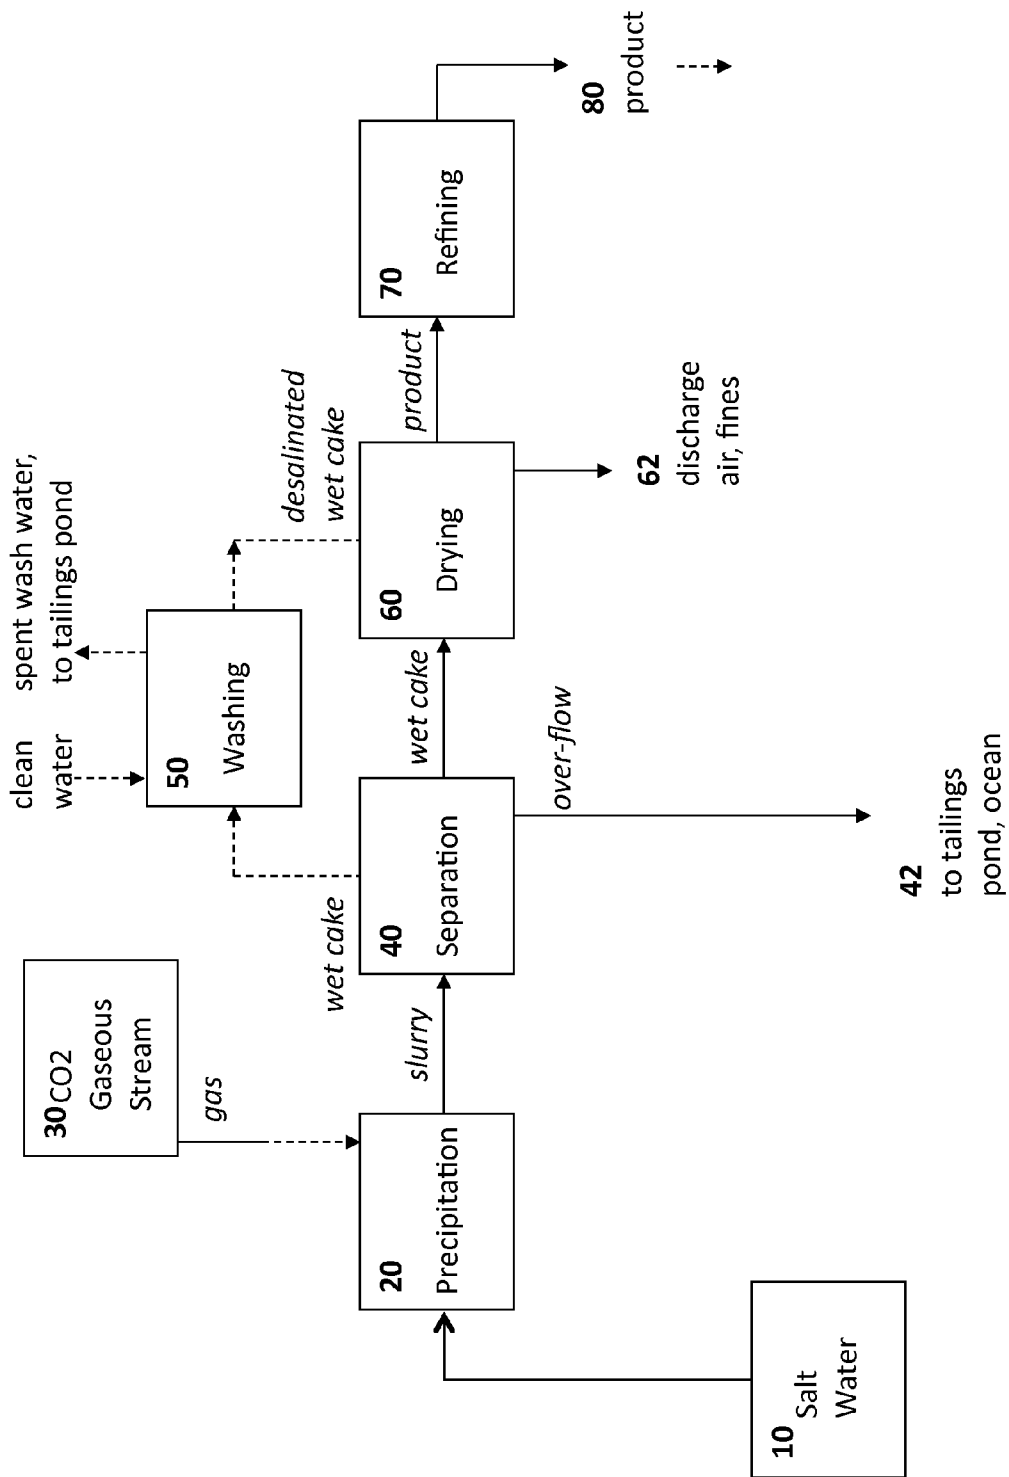 10
Salt
Water
20
Precipitation
30 CO2
Gaseous
Stream
gas
slurry
40
Separation
wet cake
over-flow
42
to tailings
pond, ocean
wet cake
50
Washing
clean
water
spent wash water,
to tailings pond
desalinated
wet cake
60
Drying
62
discharge
air, fines
product
70
Refining
80
product